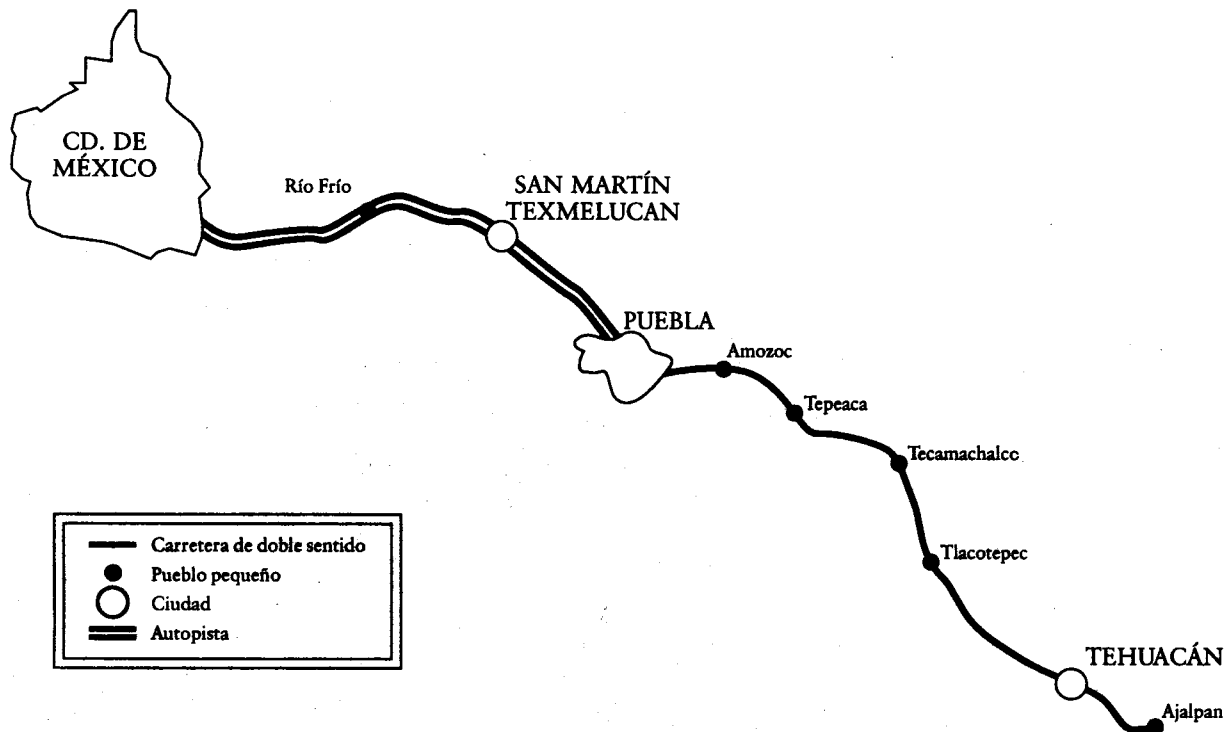 CD. DE
MÉXICO
Río Frío
SAN MARTÍN
TEXMELUCAN
PUEBLA
Amozoc
Tepeaca
Tecamachalco
Tlacotepec
TEHUACÁN
Ajalpan
Carretera de doble sentido
Pueblo pequeño
Ciudad
Autopista